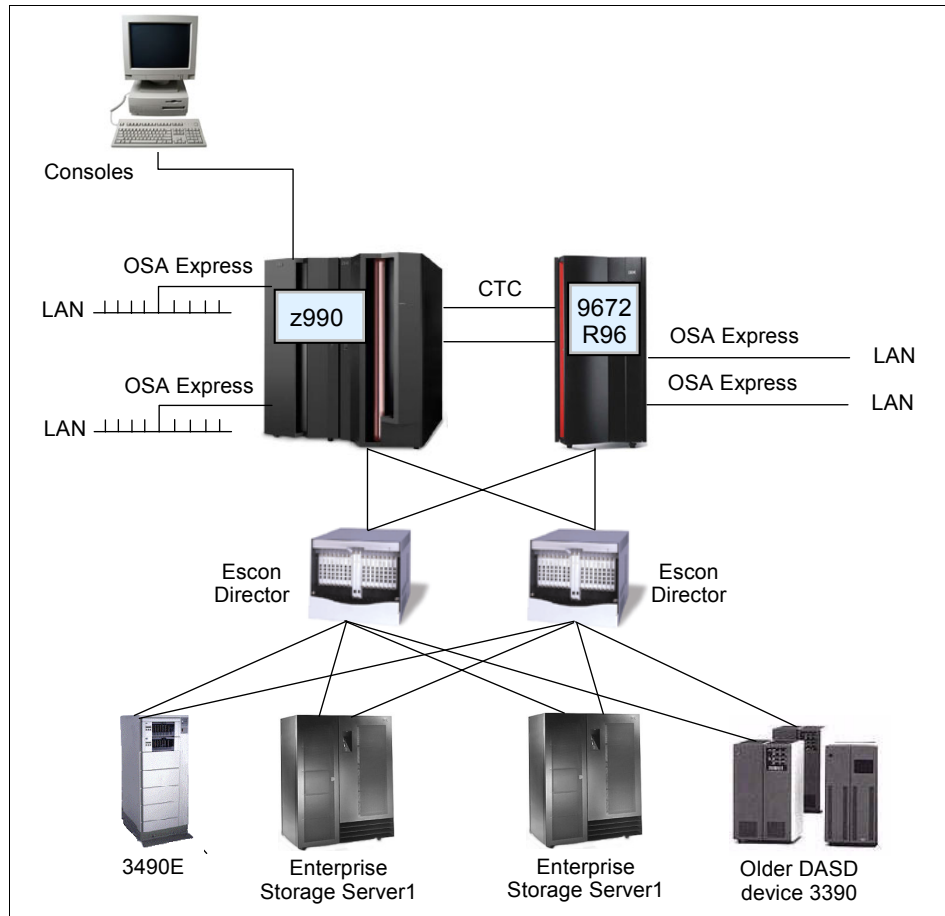 Consoles
OSA Express
LAN
z990
CTC
9672
R96
OSA Express
LAN
OSA Express
LAN
OSA Express
LAN
Escon
Director
Escon
Director
3490E
Enterprise
Storage Server1
Enterprise
Storage Server1
Older DASD
device 3390